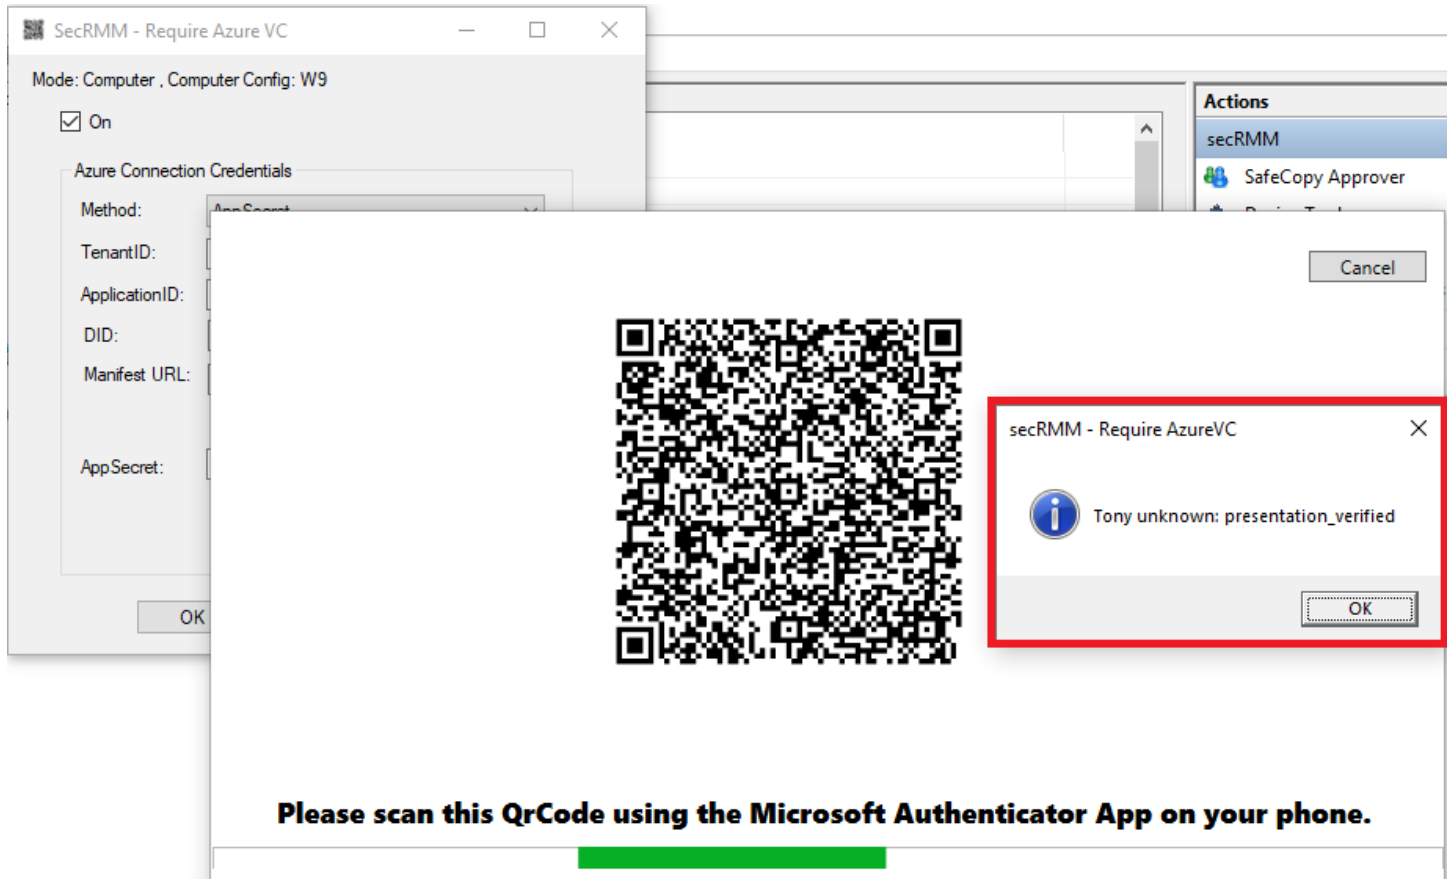 SecRMM - Require Azure VC
Mode: Computer , Computer Config: W9
On
Azure Connection Credentials
Method:
AppSecret
TenantID:
ApplicationID:
DID:
Manifest URL:
AppSecret:
OK
Actions
secRMM
SafeCopy Approver
Cancel
secRMM - Require AzureVC
Tony unknown: presentation_verified
OK
Please scan this QrCode using the Microsoft Authenticator App on your phone.